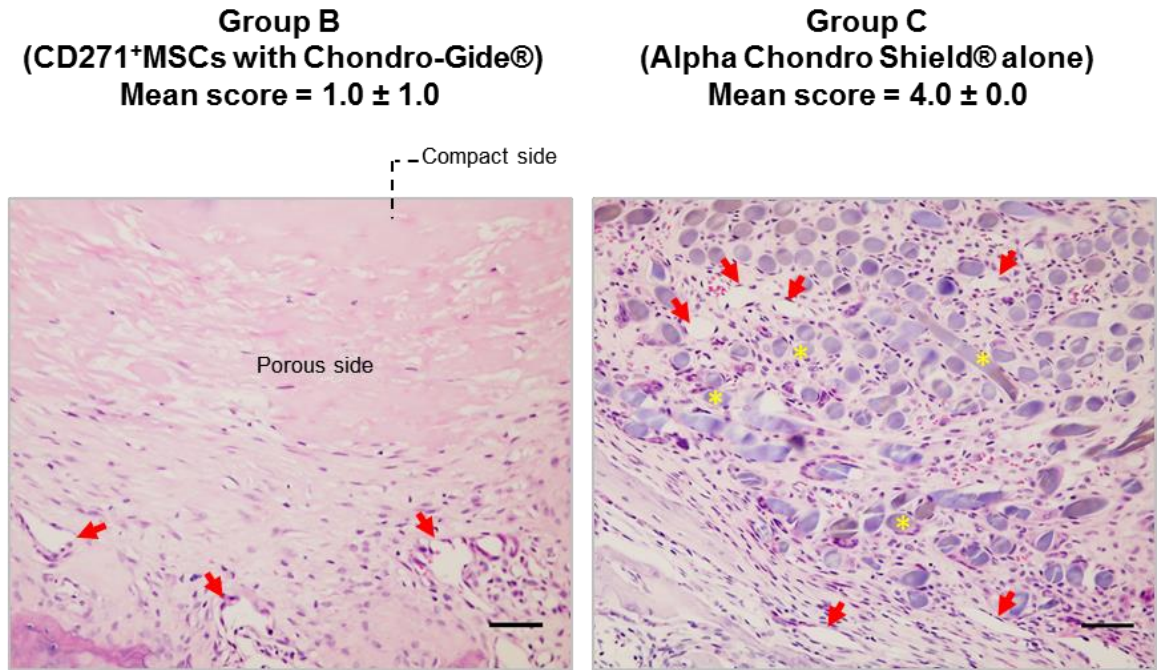 Group B
(CD271⁺MSCs with Chondro-Gide®)
Mean score = 1.0 ± 1.0
Group C
(Alpha Chondro Shield® alone)
Mean score = 4.0 ± 0.0
Compact side
Porous side
*
*
*
*